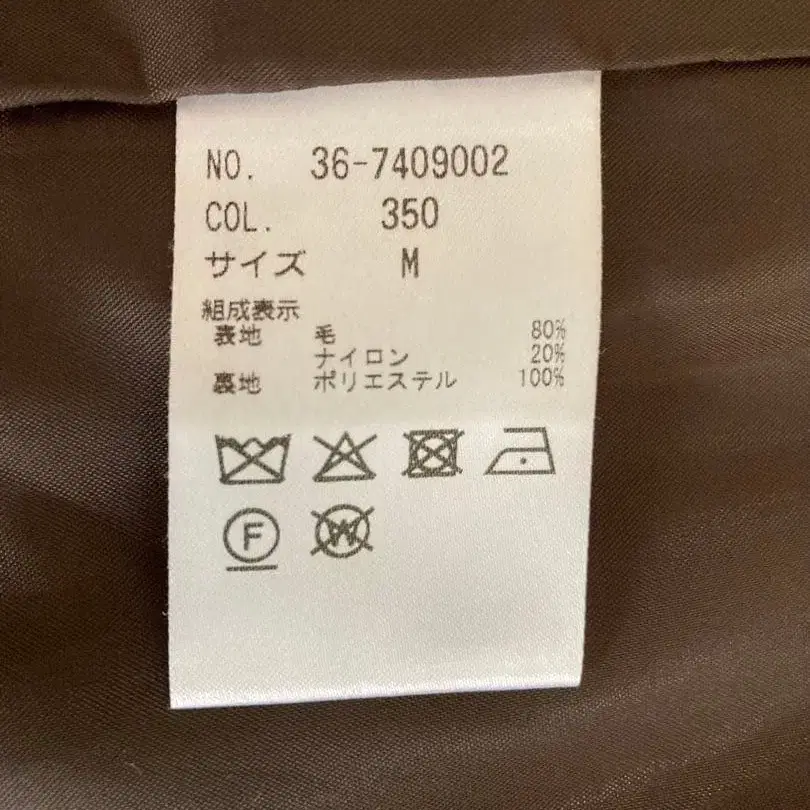 NO. 36-7409002
COL. 350
サイズ M
組成表示
表地 毛 80%
ナイロン 20%
裏地 ポリエステル 100%
F
W